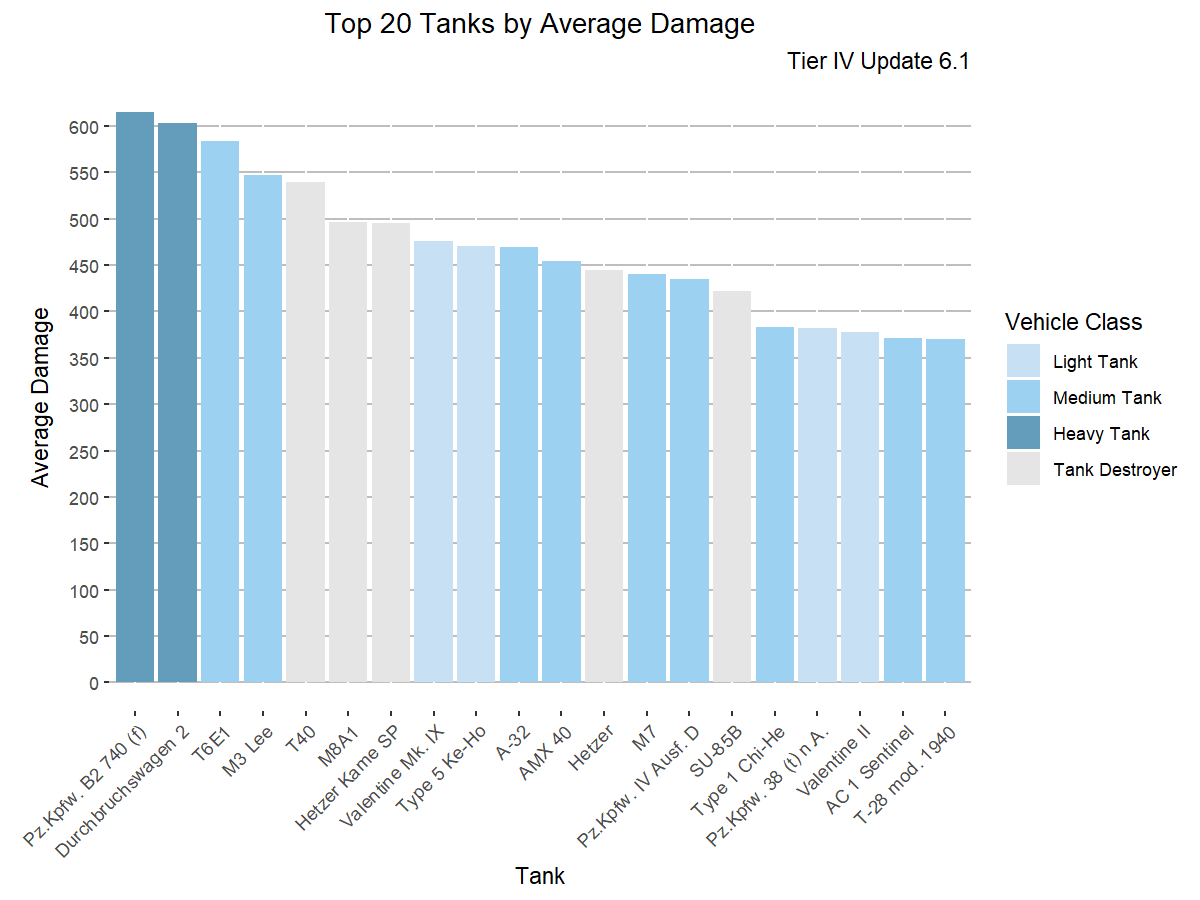 Top 20 Tanks by Average Damage
Tier IV Update 6.1
Average Damage
600
550
500
450
400
350
300
250
200
150
100
50
0
Pz.Kpfw. B2 740 (f)
Durchbruchswagen 2
T6E1
M3 Lee
T40
M8A1
Hetzer Kame SP
Valentine Mk. IX
Type 5 Ke-Ho
A-32
AMX 40
Hetzer
M7
Pz.Kpfw. IV Ausf. D
SU-85B
Type 1 Chi-He
Pz.Kpfw. 38 (t) n.A.
Valentine II
AC 1 Sentinel
T-28 mod. 1940
Tank
Vehicle Class
Light Tank
Medium Tank
Heavy Tank
Tank Destroyer